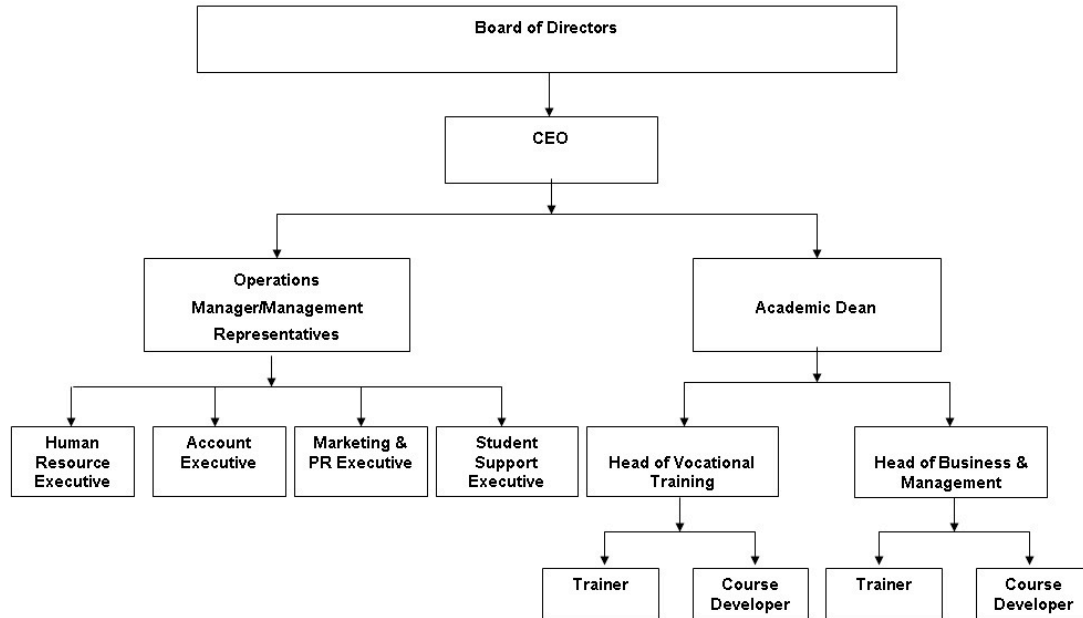 Board of Directors
CEO
Operations
Manager/Management
Representatives
Academic Dean
Human
Resource
Executive
Account
Executive
Marketing &
PR Executive
Student
Support
Executive
Head of Vocational
Training
Head of Business &
Management
Trainer
Course
Developer
Trainer
Course
Developer